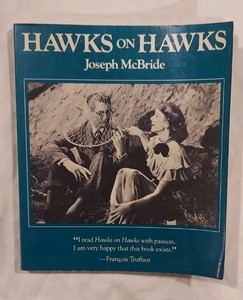 HAWKS ON HAWKS
Joseph McBride
"I read Hawks on Hawks with passion.
I am very happy that this book exists."
—François Truffaut